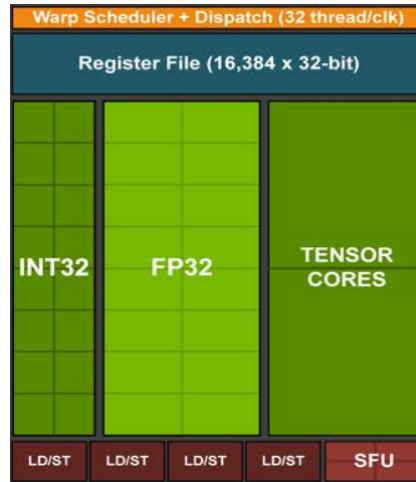 Warp Scheduler + Dispatch (32 thread/clk)
Register File (16,384 x 32-bit)
INT32
FP32
TENSOR
CORES
LD/ST
LD/ST
LD/ST
LD/ST
SFU